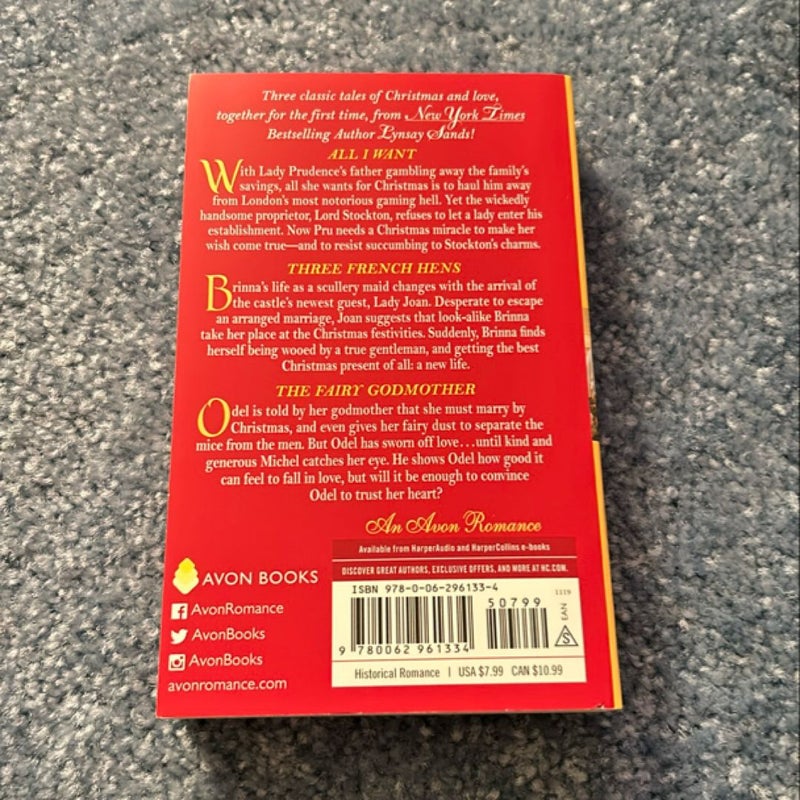 Three classic tales of Christmas and love,
together for the first time, from New York Times
Bestselling Author Lynsay Sands!
ALL I WANT
With Lady Prudence's father gambling away the family's
savings, all she wants for Christmas is to haul him away
from London's most notorious gaming hell. Yet the wickedly
handsome proprietor, Lord Stockton, refuses to let a lady enter his
establishment. Now Pru needs a Christmas miracle to make her
wish come true—and to resist succumbing to Stockton's charms.
THREE FRENCH HENS
Brinna's life as a scullery maid changes with the arrival of
the castle's newest guest, Lady Joan. Desperate to escape
an arranged marriage, Joan suggests that look-alike Brinna
take her place at the Christmas festivities. Suddenly, Brinna finds
herself being wooed by a true gentleman, and getting the best
Christmas present of all: a new life.
THE FAIRY GODMOTHER
Odel is told by her godmother that she must marry by
Christmas, and even gives her fairy dust to separate the
mice from the men. But Odel has sworn off love...until kind and
generous Michel catches her eye. He shows Odel how good it
can feel to fall in love, but will it be enough to convince
Odel to trust her heart?
An Avon Romance
Available from HarperAudio and HarperCollins e-books
DISCOVER GREAT AUTHORS, EXCLUSIVE OFFERS, AND MORE AT HC.COM.
AVON BOOKS
AvonRomance
AvonBooks
AvonBooks
avonromance.com
ISBN 978-0-06-296133-4
1119
50799
EAN
S
9 780062 961334
Historical Romance | USA $7.99 CAN $10.99